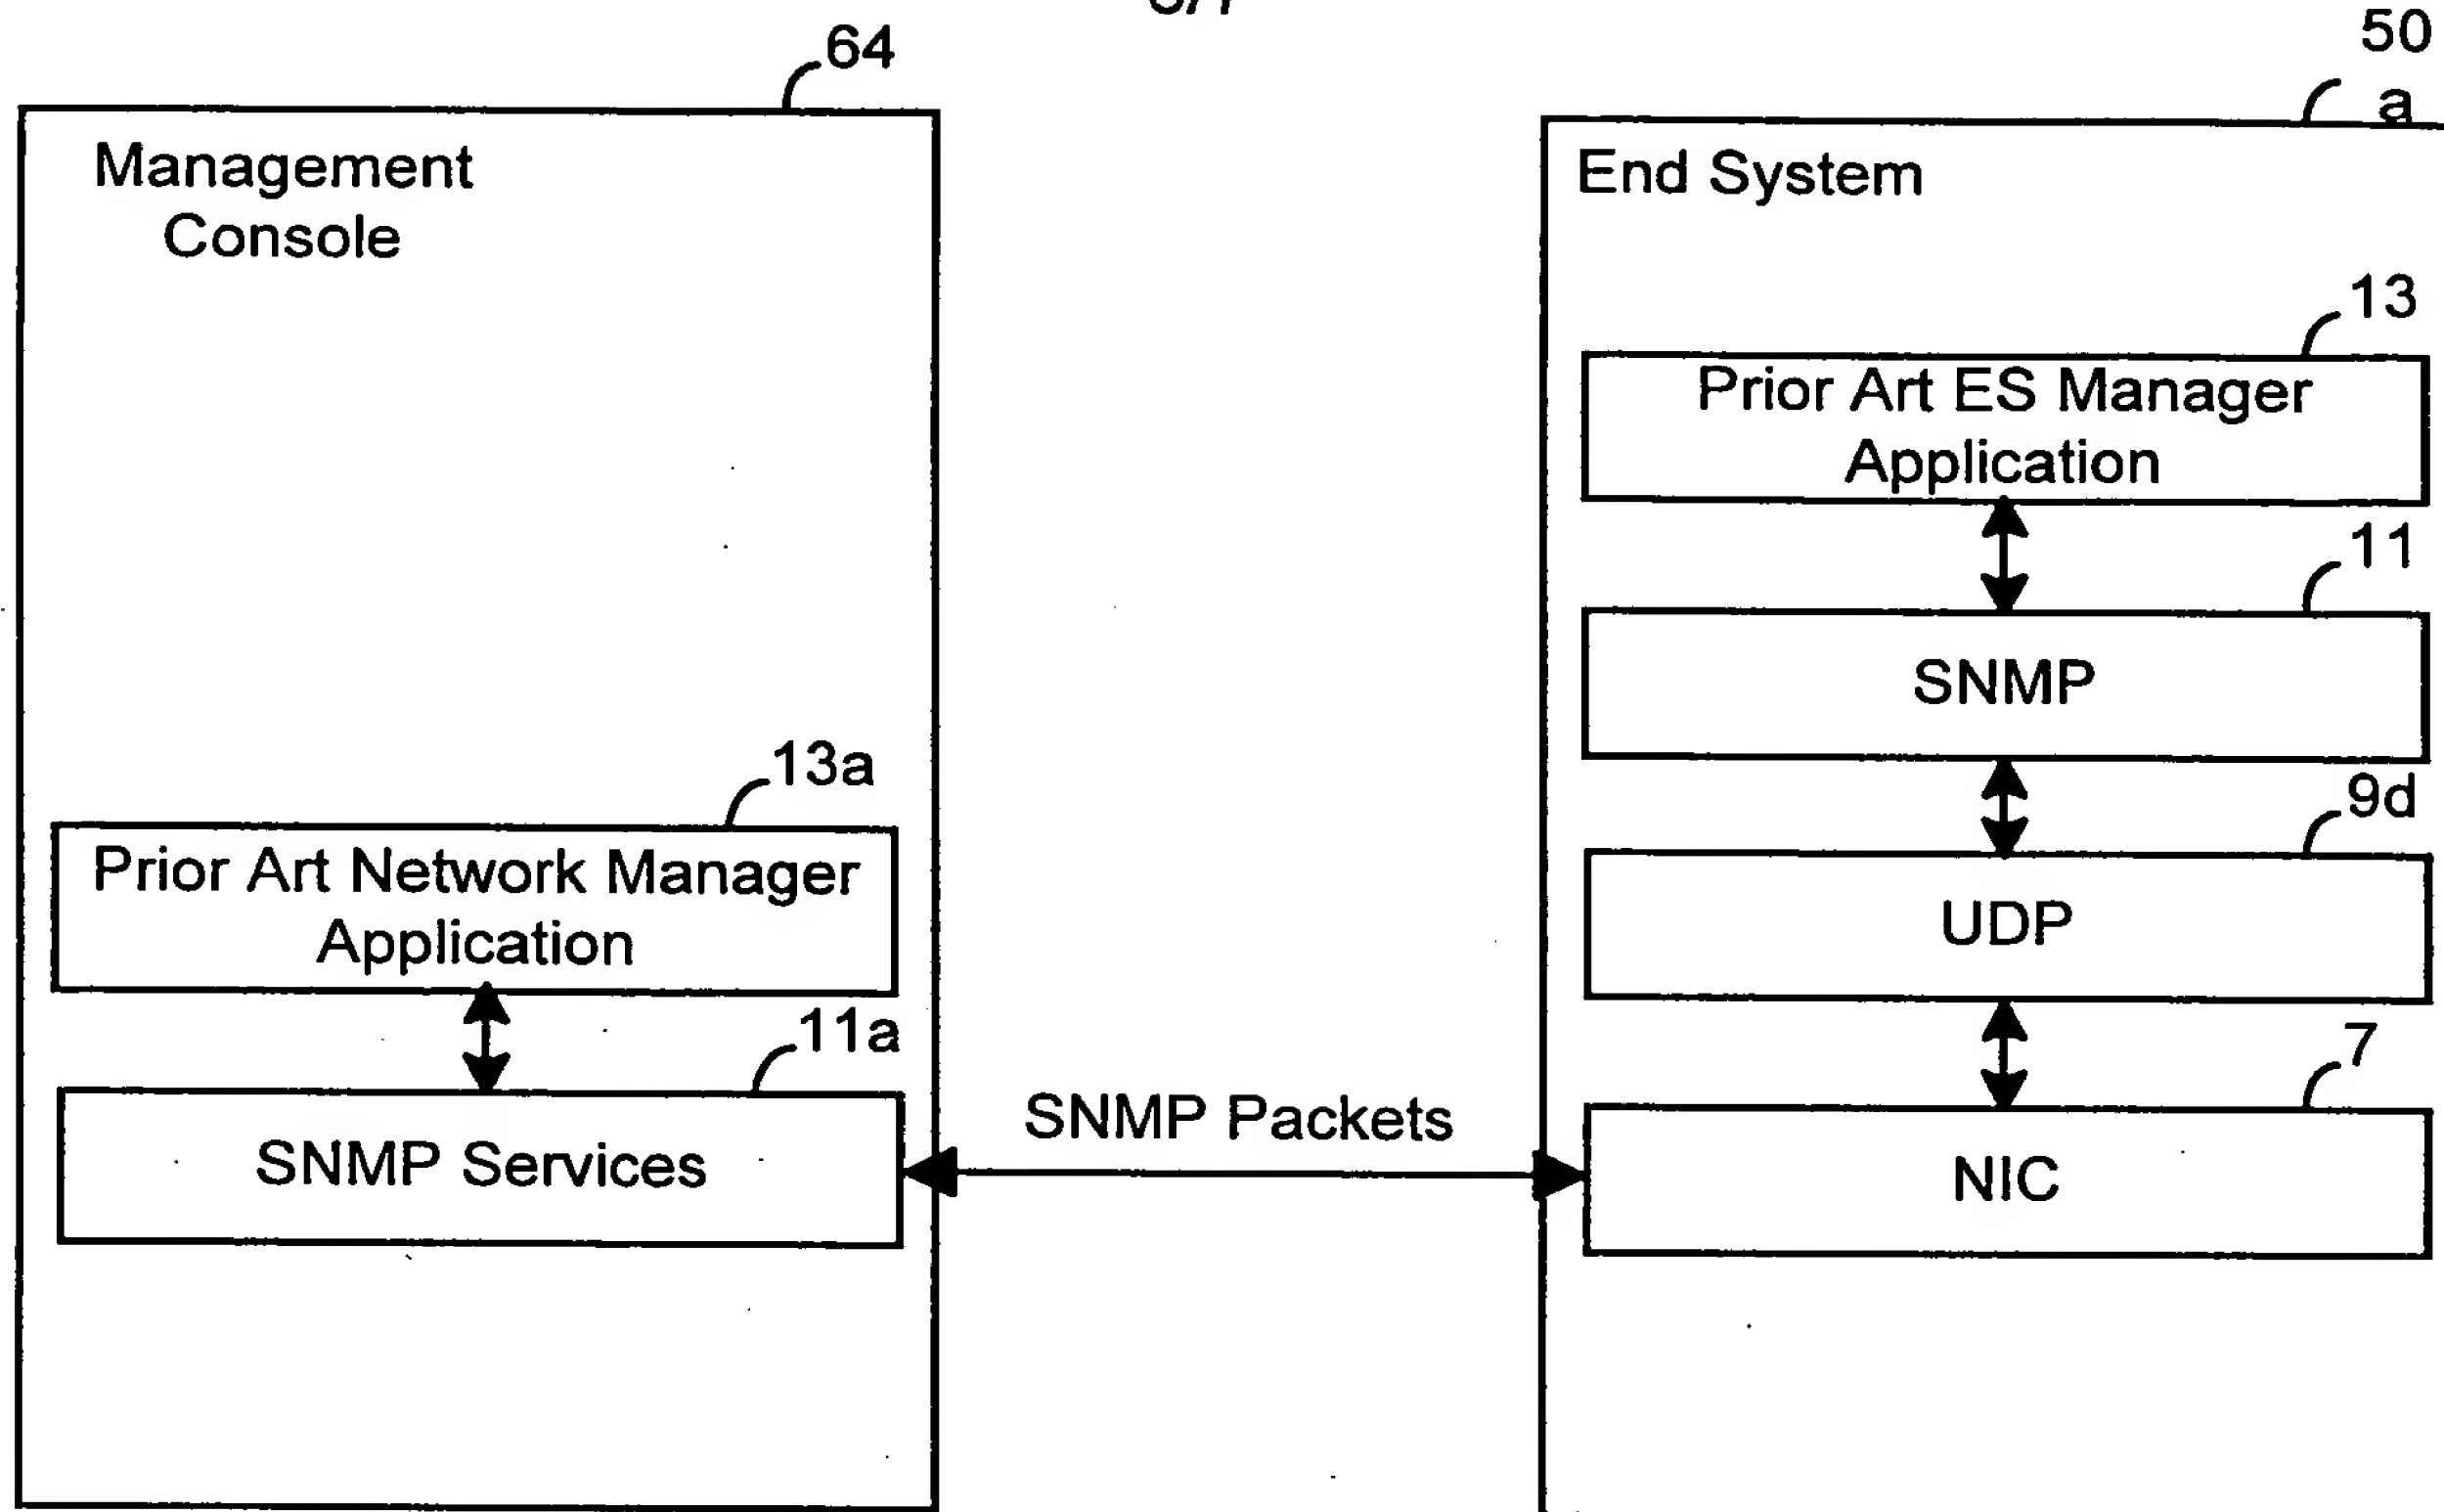 64
50
a
Management
Console
End System
13
Prior Art ES Manager
Application
11
SNMP
13a
9d
Prior Art Network Manager
Application
UDP
11a
7
SNMP Services
SNMP Packets
NIC